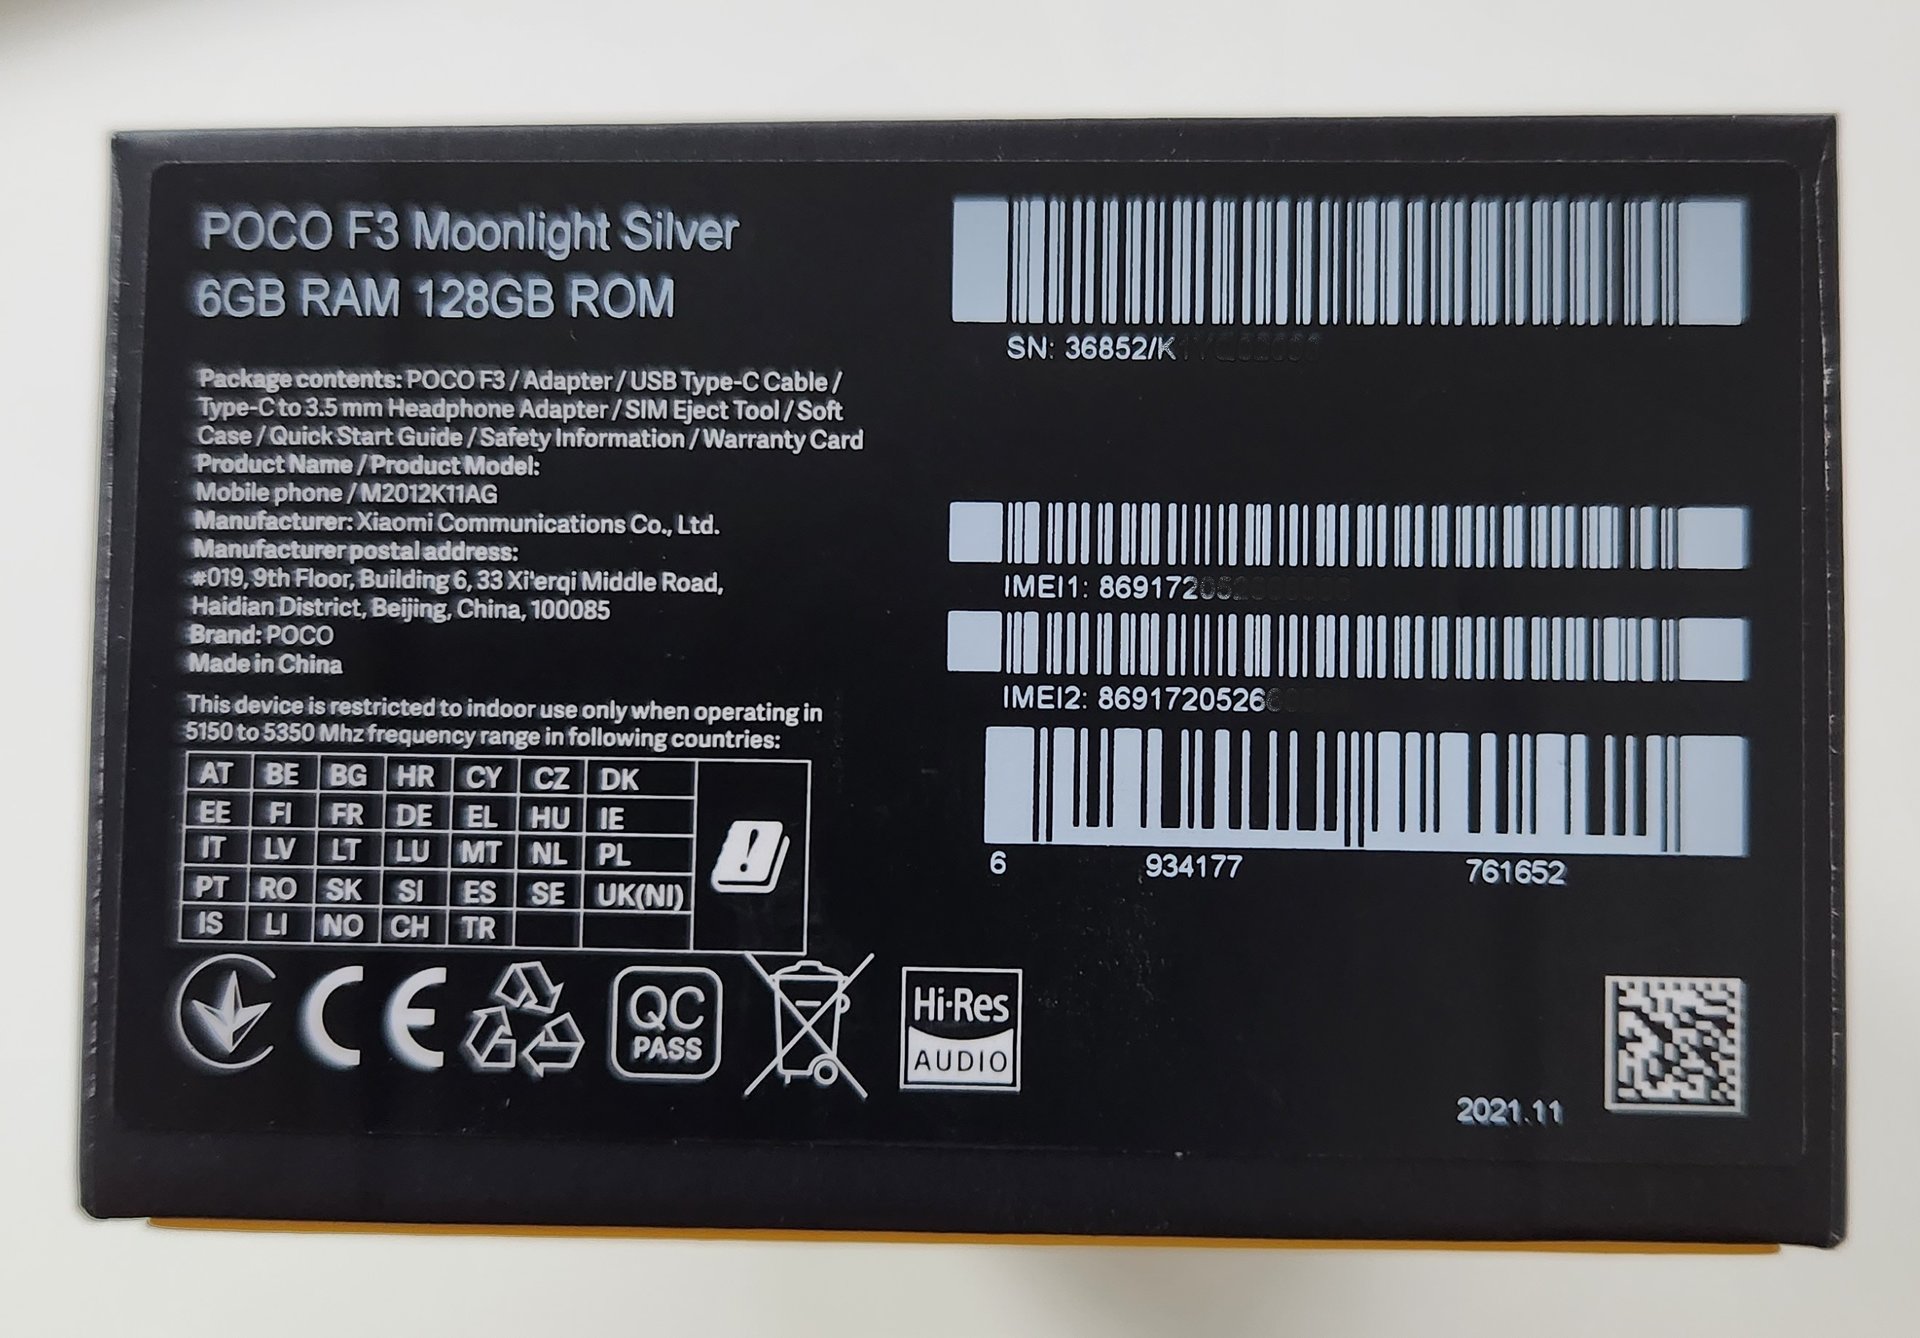 POCO F3 Moonlight Silver
6GB RAM 128GB ROM
Package contents: POCO F3 / Adapter / USB Type-C Cable /
Type-C to 3.5 mm Headphone Adapter / SIM Eject Tool / Soft
Case / Quick Start Guide / Safety Information / Warranty Card
Product Name / Product Model:
Mobile phone / M2012K11AG
Manufacturer: Xiaomi Communications Co., Ltd.
Manufacturer postal address:
#019, 9th Floor, Building 6, 33 Xi'erqi Middle Road,
Haidian District, Beijing, China, 100085
Brand: POCO
Made in China
This device is restricted to indoor use only when operating in
5150 to 5350 Mhz frequency range in following countries:
AT BE BG HR CY CZ DK
EE FI FR DE EL HU IE
IT LV LT LU MT NL PL
PT RO SK SI ES SE UK(NI)
IS LI NO CH TR
CE
QC
PASS
Hi-Res
AUDIO
SN: 36852/K
IMEI1: 869172
IMEI2: 8691720526
6 934177 761652
2021.11